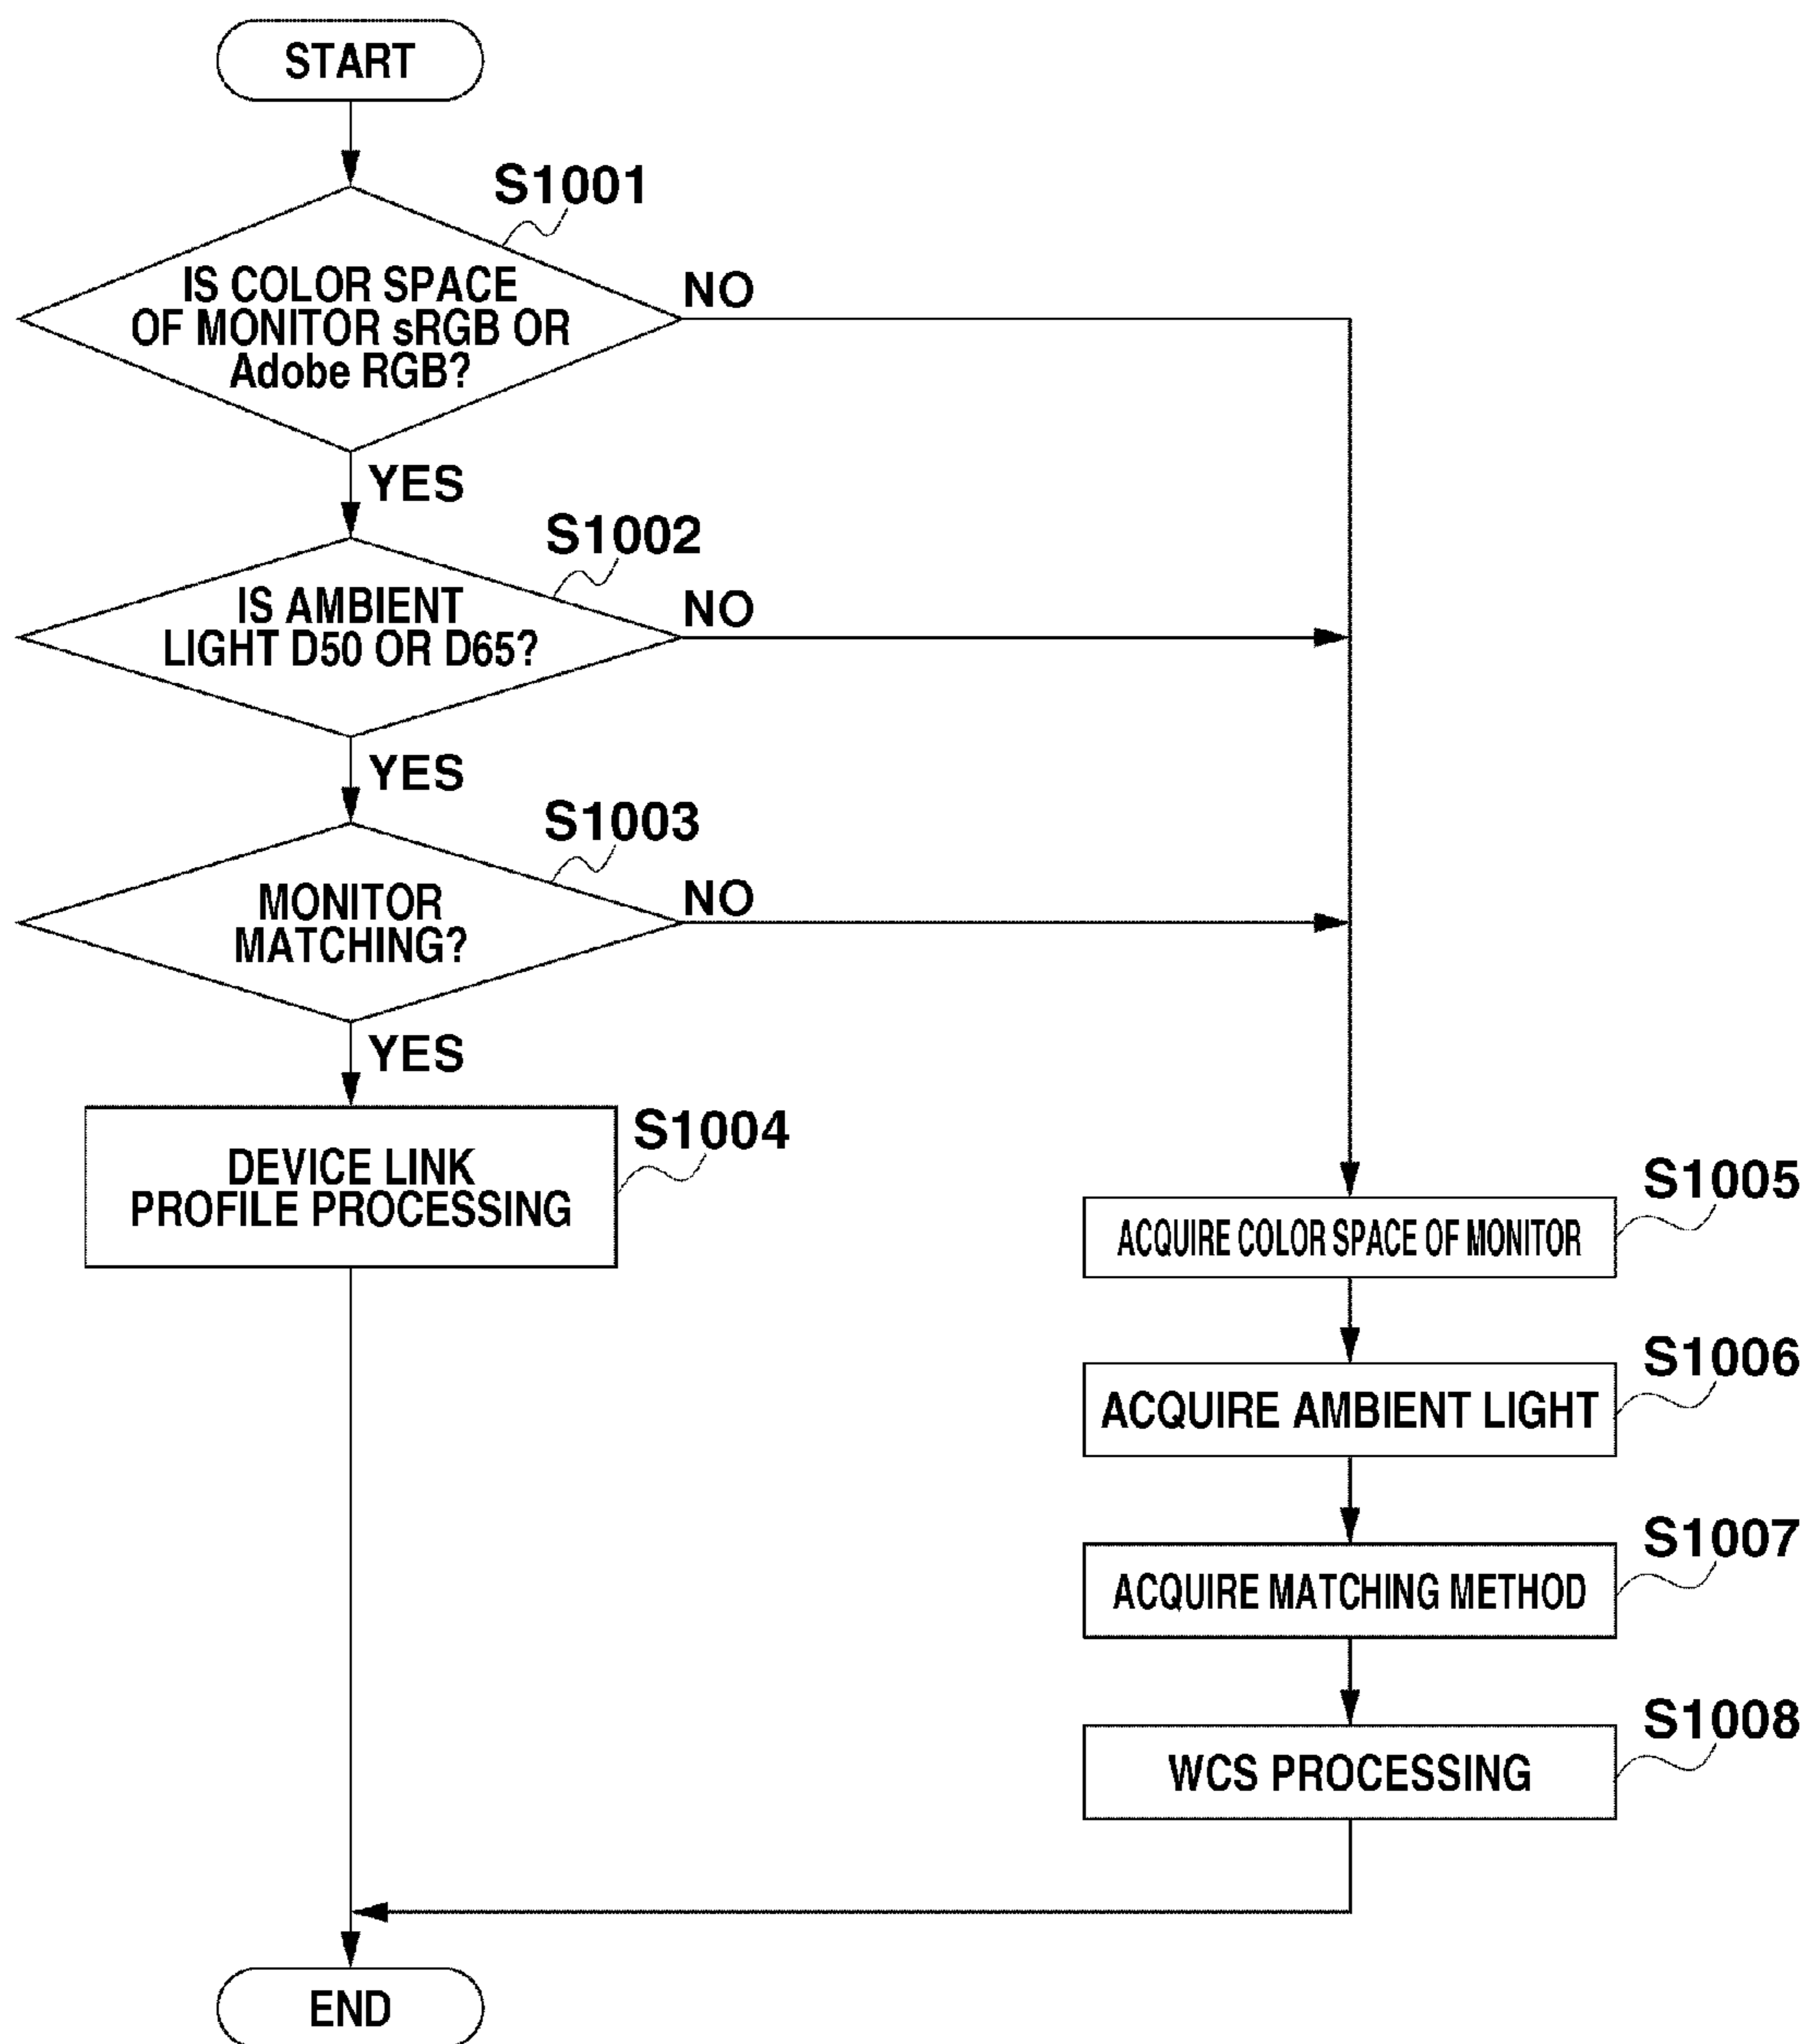 START
S1001
IS COLOR SPACE
OF MONITOR sRGB OR
Adobe RGB?
NO
YES
S1002
IS AMBIENT
LIGHT D50 OR D65?
NO
YES
S1003
MONITOR
MATCHING?
NO
YES
S1004
DEVICE LINK
PROFILE PROCESSING
S1005
ACQUIRE COLOR SPACE OF MONITOR
S1006
ACQUIRE AMBIENT LIGHT
S1007
ACQUIRE MATCHING METHOD
S1008
WCS PROCESSING
END